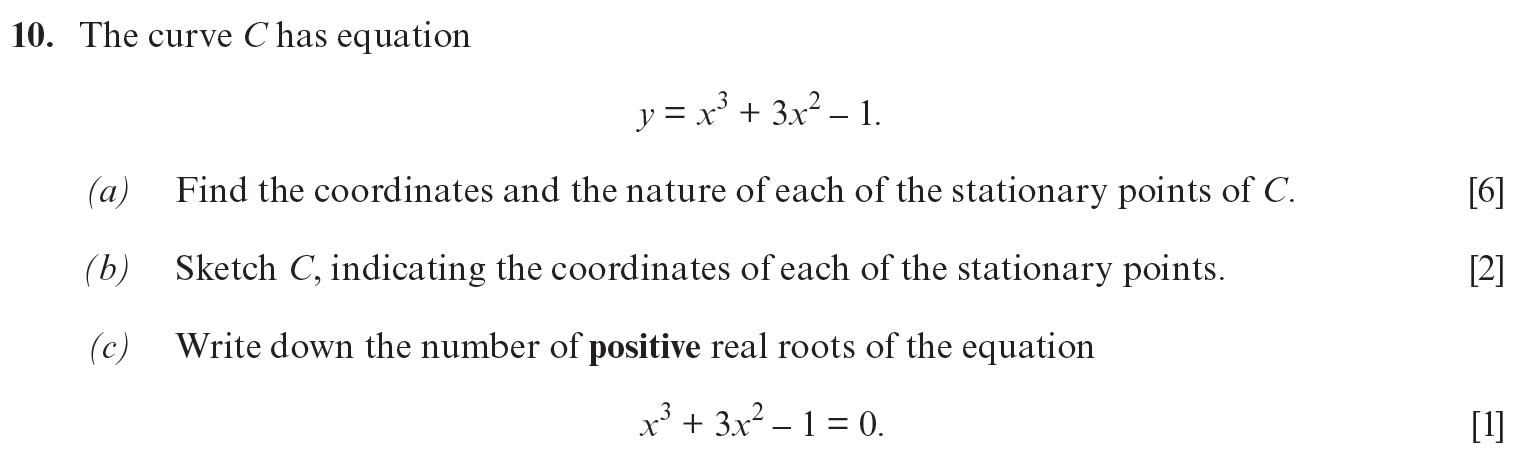 10. The curve C has equation
y = x³ + 3x² – 1.
(a) Find the coordinates and the nature of each of the stationary points of C. [6]
(b) Sketch C, indicating the coordinates of each of the stationary points. [2]
(c) Write down the number of positive real roots of the equation
x³ + 3x² – 1 = 0. [1]